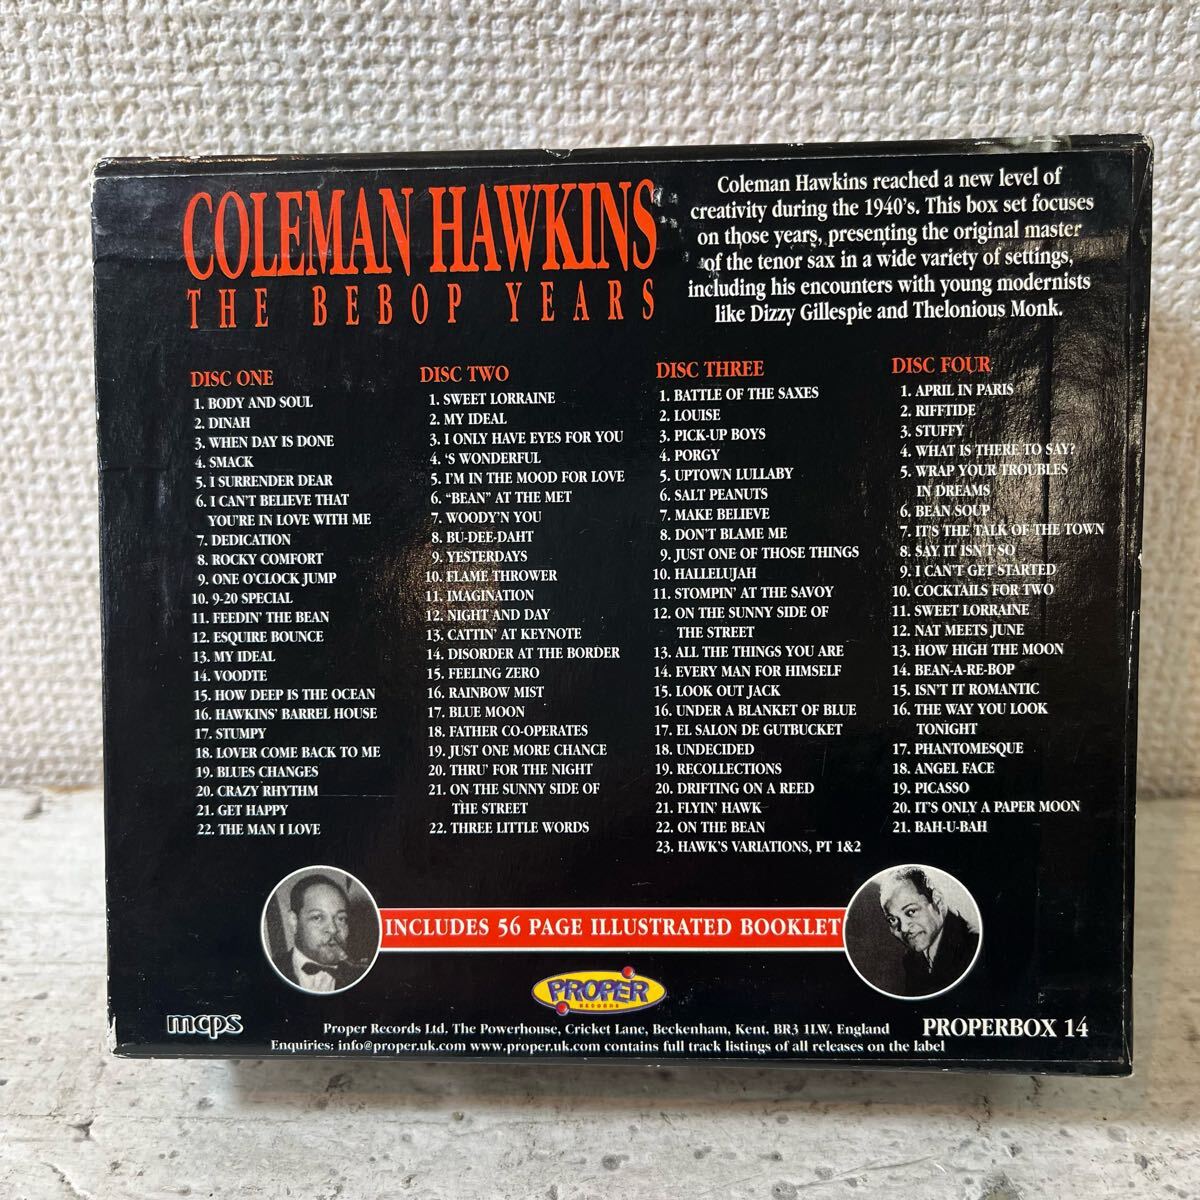 COLEMAN HAWKINS
THE BEBOP YEARS
Coleman Hawkins reached a new level of
creativity during the 1940's. This box set focuses
on those years, presenting the original master
of the tenor sax in a wide variety of settings,
including his encounters with young modernists
like Dizzy Gillespie and Thelonious Monk.
DISC ONE
1. BODY AND SOUL
2. DINAH
3. WHEN DAY IS DONE
4. SMACK
5. I SURRENDER DEAR
6. I CAN'T BELIEVE THAT
YOU'RE IN LOVE WITH ME
7. DEDICATION
8. ROCKY COMFORT
9. ONE O'CLOCK JUMP
10. 9-20 SPECIAL
11. FEEDIN' THE BEAN
12. ESQUIRE BOUNCE
13. MY IDEAL
14. VOODTE
15. HOW DEEP IS THE OCEAN
16. HAWKINS' BARREL HOUSE
17. STUMPY
18. LOVER COME BACK TO ME
19. BLUES CHANGES
20. CRAZY RHYTHM
21. GET HAPPY
22. THE MAN I LOVE
DISC TWO
1. SWEET LORRAINE
2. MY IDEAL
3. I ONLY HAVE EYES FOR YOU
4. 'S WONDERFUL
5. I'M IN THE MOOD FOR LOVE
6. "BEAN" AT THE MET
7. WOODY'N YOU
8. BU-DEE-DAHT
9. YESTERDAYS
10. FLAME THROWER
11. IMAGINATION
12. NIGHT AND DAY
13. CATTIN' AT KEYNOTE
14. DISORDER AT THE BORDER
15. FEELING ZERO
16. RAINBOW MIST
17. BLUE MOON
18. FATHER CO-OPERATES
19. JUST ONE MORE CHANCE
20. THRU' FOR THE NIGHT
21. ON THE SUNNY SIDE OF
THE STREET
22. THREE LITTLE WORDS
DISC THREE
1. BATTLE OF THE SAXES
2. LOUISE
3. PICK-UP BOYS
4. PORGY
5. UPTOWN LULLABY
6. SALT PEANUTS
7. MAKE BELIEVE
8. DON'T BLAME ME
9. JUST ONE OF THOSE THINGS
10. HALLELUJAH
11. STOMPIN' AT THE SAVOY
12. ON THE SUNNY SIDE OF
THE STREET
13. ALL THE THINGS YOU ARE
14. EVERY MAN FOR HIMSELF
15. LOOK OUT JACK
16. UNDER A BLANKET OF BLUE
17. EL SALON DE GUTBUCKET
18. UNDECIDED
19. RECOLLECTIONS
20. DRIFTING ON A REED
21. FLYIN' HAWK
22. ON THE BEAN
23. HAWK'S VARIATIONS, PT 1&2
DISC FOUR
1. APRIL IN PARIS
2. RIFFTIDE
3. STUFFY
4. WHAT IS THERE TO SAY?
5. WRAP YOUR TROUBLES
IN DREAMS
6. BEAN SOUP
7. IT'S THE TALK OF THE TOWN
8. SAY IT ISN'T SO
9. I CAN'T GET STARTED
10. COCKTAILS FOR TWO
11. SWEET LORRAINE
12. NAT MEETS JUNE
13. HOW HIGH THE MOON
14. BEAN-A-RE-BOP
15. ISN'T IT ROMANTIC
16. THE WAY YOU LOOK
TONIGHT
17. PHANTOMESQUE
18. ANGEL FACE
19. PICASSO
20. IT'S ONLY A PAPER MOON
21. BAH-U-BAH
INCLUDES 56 PAGE ILLUSTRATED BOOKLET
PROPER
RECORDS
mcps
Proper Records Ltd. The Powerhouse, Cricket Lane, Beckenham, Kent. BR3 1LW. England
PROPERBOX 14
Enquiries: info@proper.uk.com www.proper.uk.com contains full track listings of all releases on the label